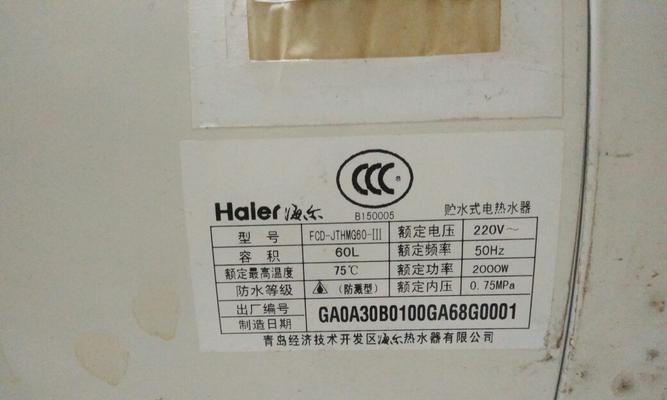 CCC
Haier 海尔
B150005
贮水式电热水器
型 号 FCD-JTHMG60-III 额定电压 220V～
容 积 60L 额定频率 50Hz
额定最高温度 75℃ 额定功率 2000W
防水等级 (防溅型) 额定内压 0.75MPa
出厂编号 GA0A30B0100GA68G0001
制造日期
青岛经济技术开发区海尔热水器有限公司